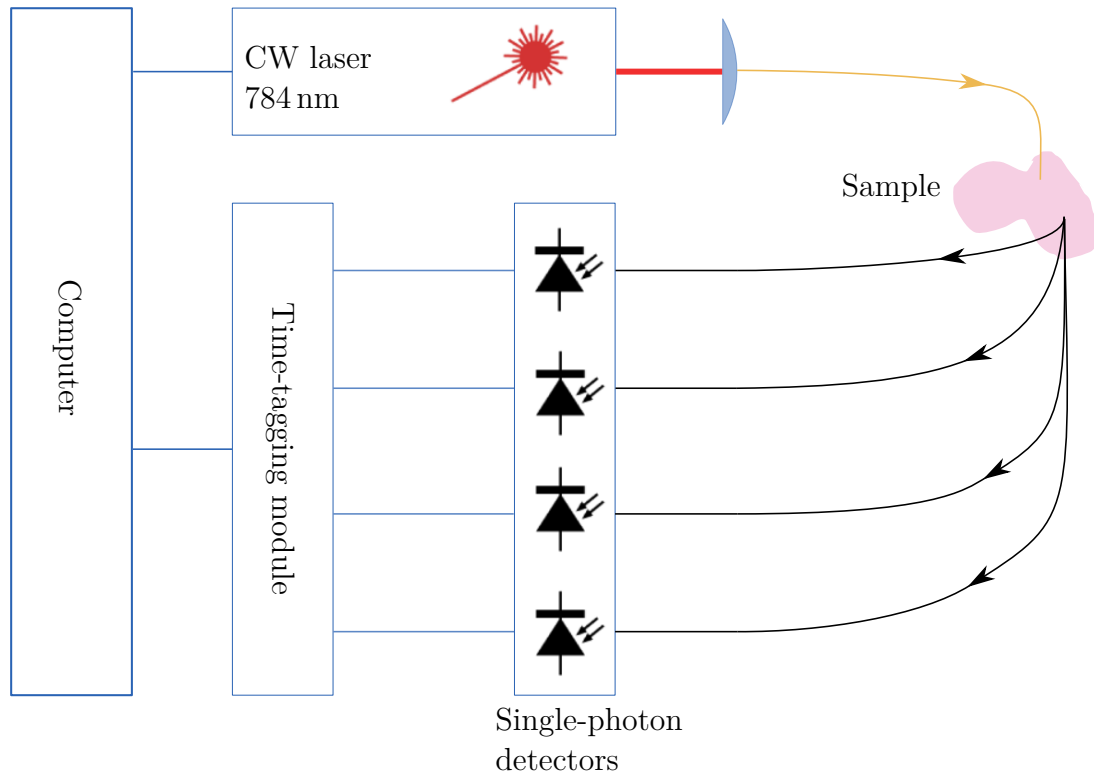 CW laser
784 nm
Sample
Computer
Time-tagging module
Single-photon
detectors